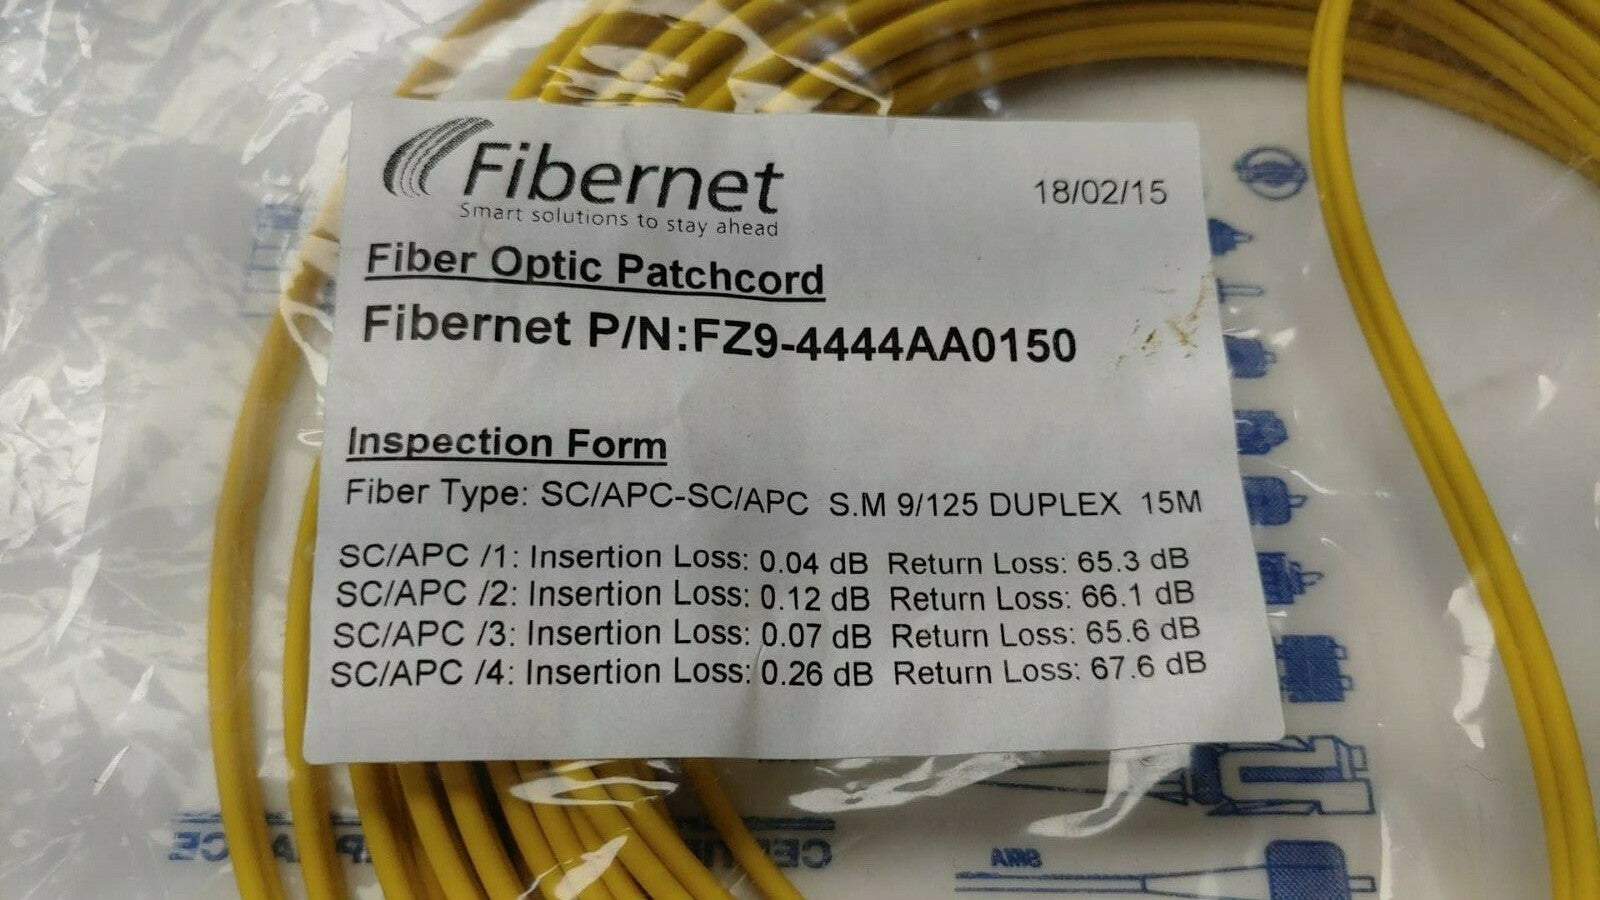 Fibernet
Smart solutions to stay ahead
18/02/15
Fiber Optic Patchcord
Fibernet P/N:FZ9-4444AA0150
Inspection Form
Fiber Type: SC/APC-SC/APC S.M 9/125 DUPLEX 15M
SC/APC /1: Insertion Loss: 0.04 dB Return Loss: 65.3 dB
SC/APC /2: Insertion Loss: 0.12 dB Return Loss: 66.1 dB
SC/APC /3: Insertion Loss: 0.07 dB Return Loss: 65.6 dB
SC/APC /4: Insertion Loss: 0.26 dB Return Loss: 67.6 dB
SMA